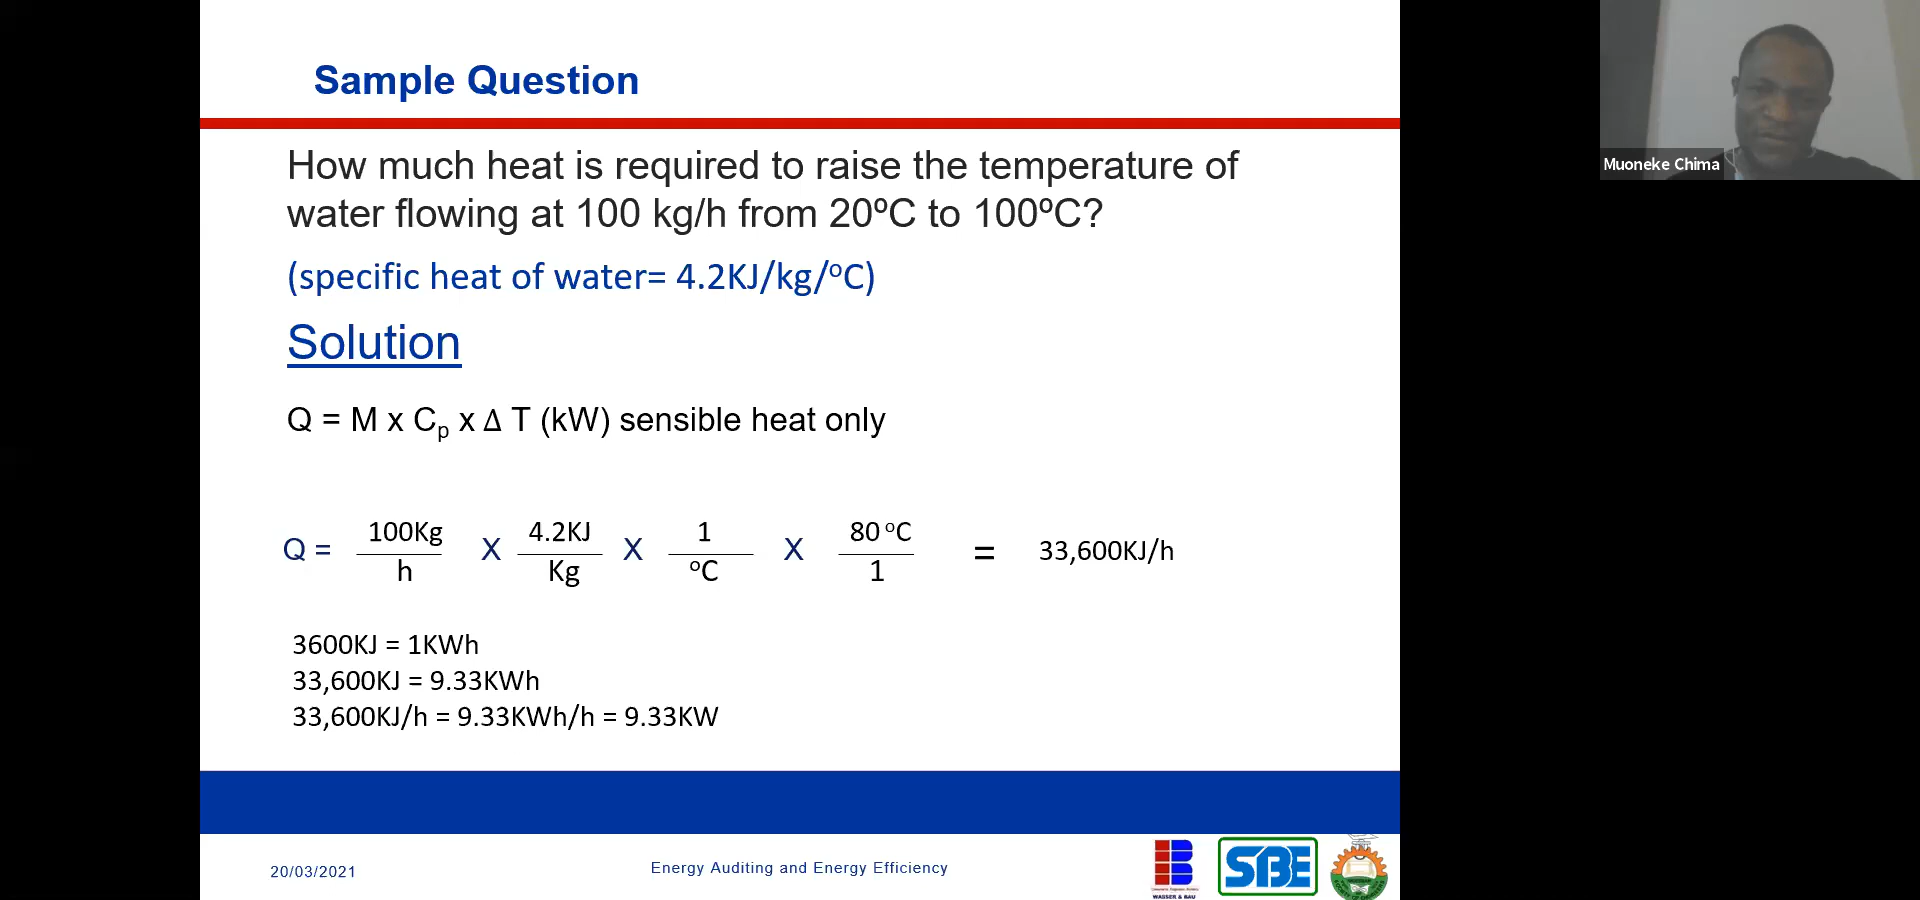 Sample Question
How much heat is required to raise the temperature of
water flowing at 100 kg/h from 20ºC to 100ºC?
(specific heat of water= 4.2KJ/kg/ºC)
Solution
Q = M x Cp x Δ T (kW) sensible heat only
Q = 100Kg/h X 4.2KJ/Kg X 1/ºC X 80 ºC/1 = 33,600KJ/h
3600KJ = 1KWh
33,600KJ = 9.33KWh
33,600KJ/h = 9.33KWh/h = 9.33KW
20/03/2021
Energy Auditing and Energy Efficiency
WASSER & BAU
SBE
Muoneke Chima